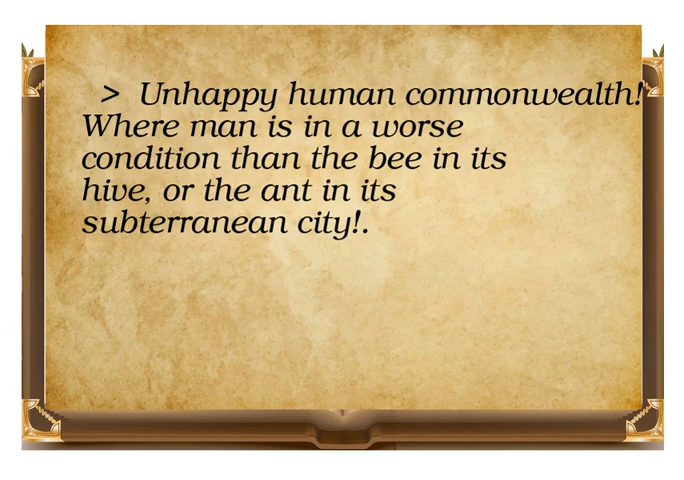 > Unhappy human commonwealth!
Where man is in a worse
condition than the bee in its
hive, or the ant in its
subterranean city!.